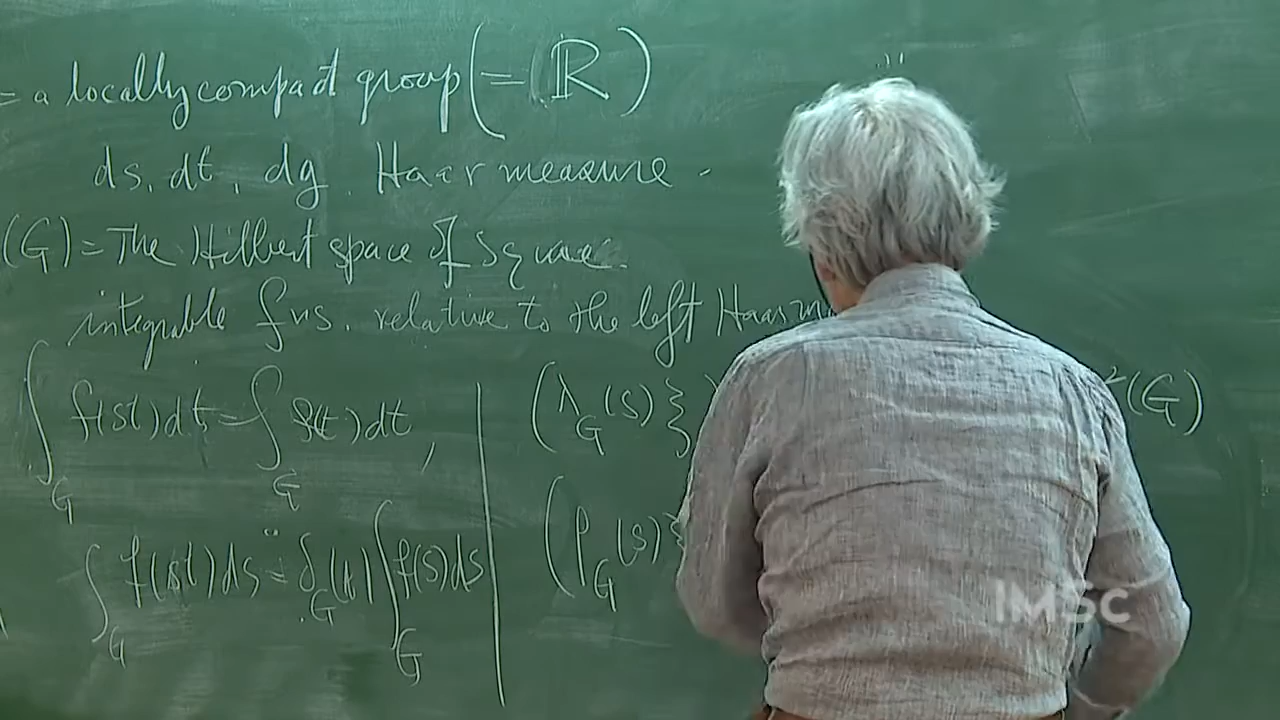 = a locally compact group (= ℝ)
ds, dt, dg. Haar measure.
(G) = The Hilbert space of Square
integrable fns. relative to the left Haar
∫_G f(st)dt = ∫_G f(t)dt,
(λ_G(s)ξ
²(G)
∫_G f(st)ds = δ_G(t) ∫_G f(s)ds
(ρ_G(s)ξ
IMSc